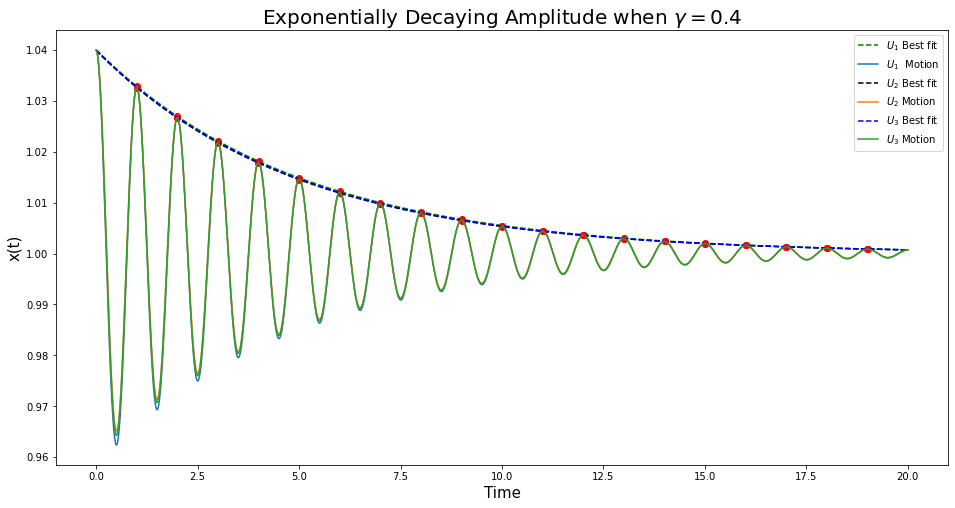 Exponentially Decaying Amplitude when γ = 0.4
U₁ Best fit
U₁ Motion
U₂ Best fit
U₂ Motion
U₃ Best fit
U₃ Motion
x(t)
1.04
1.03
1.02
1.01
1.00
0.99
0.98
0.97
0.96
0.0 2.5 5.0 7.5 10.0 12.5 15.0 17.5 20.0
Time